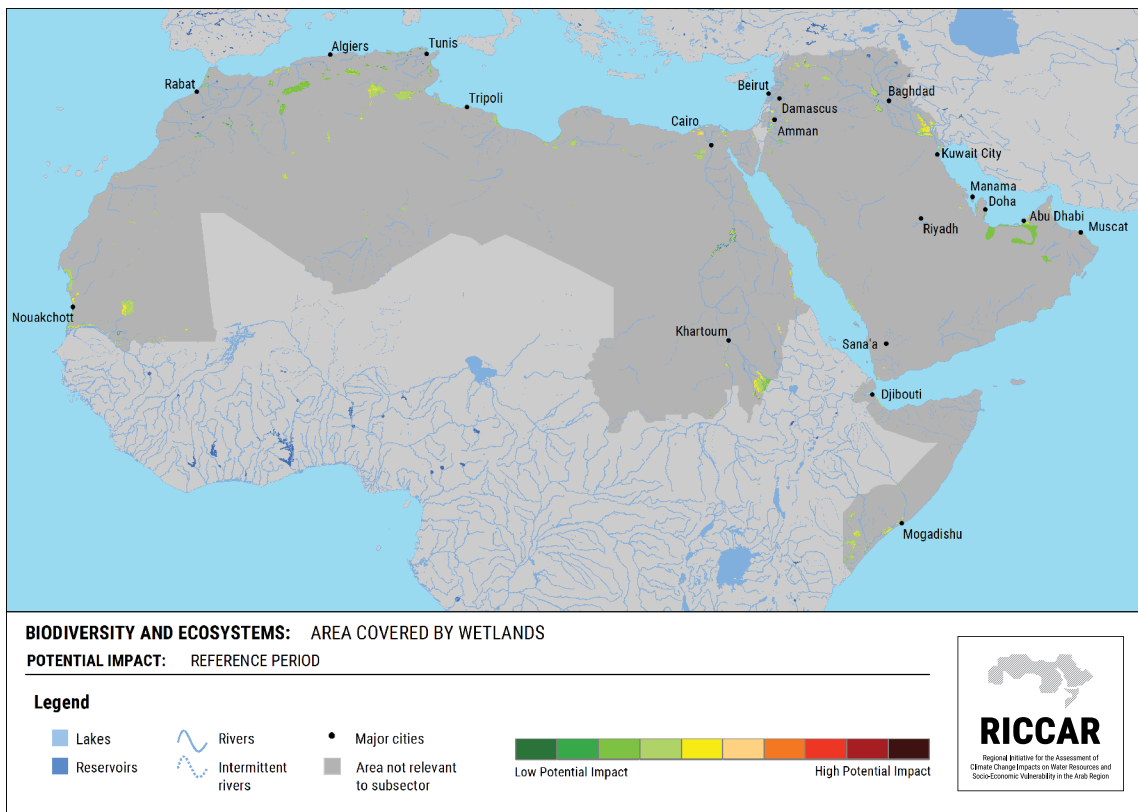 Algiers
Tunis
Rabat
Tripoli
Beirut
Baghdad
Damascus
Cairo
Amman
Kuwait City
Manama
Doha
Abu Dhabi
Riyadh
Muscat
Nouakchott
Khartoum
Sana'a
Djibouti
Mogadishu
BIODIVERSITY AND ECOSYSTEMS: AREA COVERED BY WETLANDS
POTENTIAL IMPACT: REFERENCE PERIOD
Legend
Lakes
Reservoirs
Rivers
Intermittent
rivers
Major cities
Area not relevant
to subsector
Low Potential Impact
High Potential Impact
RICCAR
Regional Initiative for the Assessment of
Climate Change Impacts on Water Resources and
Socio-Economic Vulnerability in the Arab Region